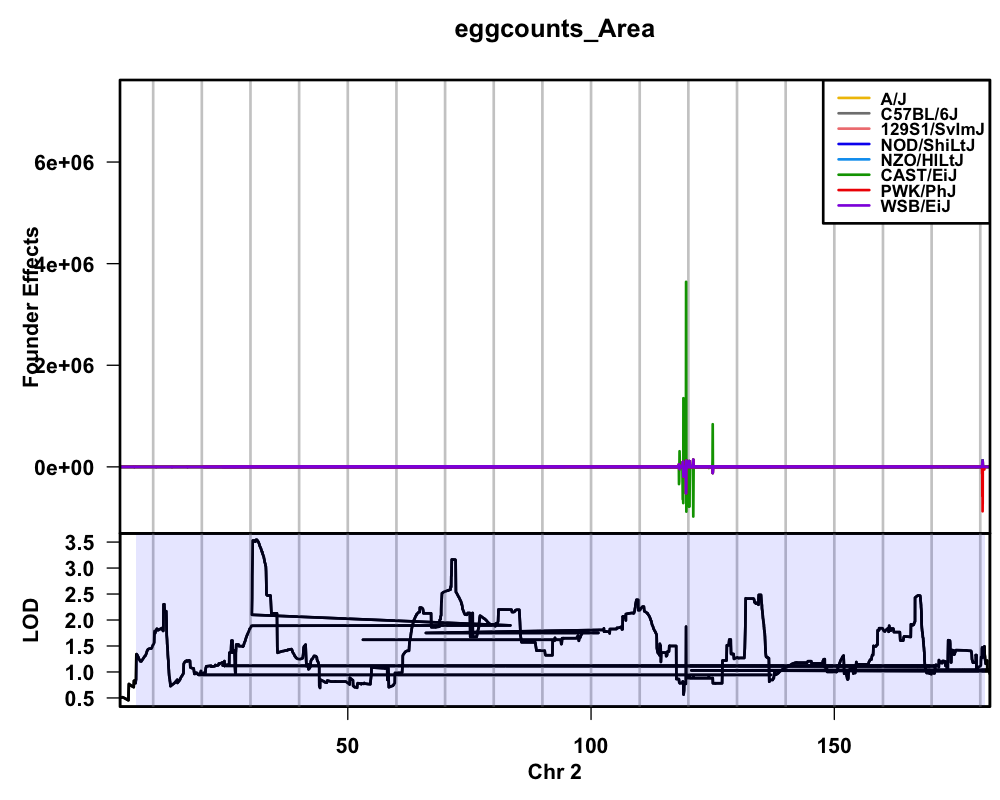 eggcounts_Area
Founder Effects
6e+06
4e+06
2e+06
0e+00
A/J
C57BL/6J
129S1/SvlmJ
NOD/ShiLtJ
NZO/HlLtJ
CAST/EiJ
PWK/PhJ
WSB/EiJ
LOD
3.5
3.0
2.5
2.0
1.5
1.0
0.5
50
100
150
Chr 2